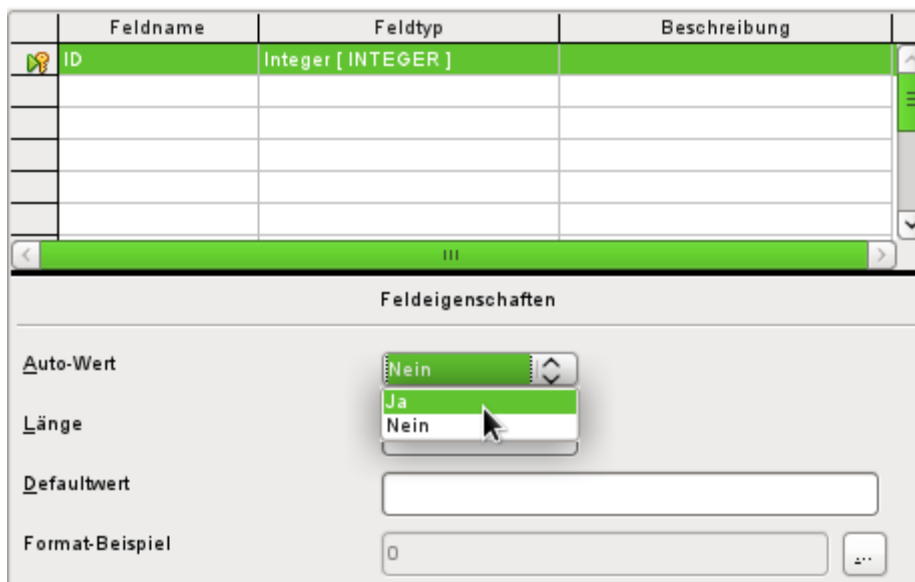 Feldname Feldtyp Beschreibung
ID Integer [ INTEGER ]
Feldeigenschaften
Auto-Wert Nein
Ja
Länge Nein
Defaultwert
Format-Beispiel 0 ...